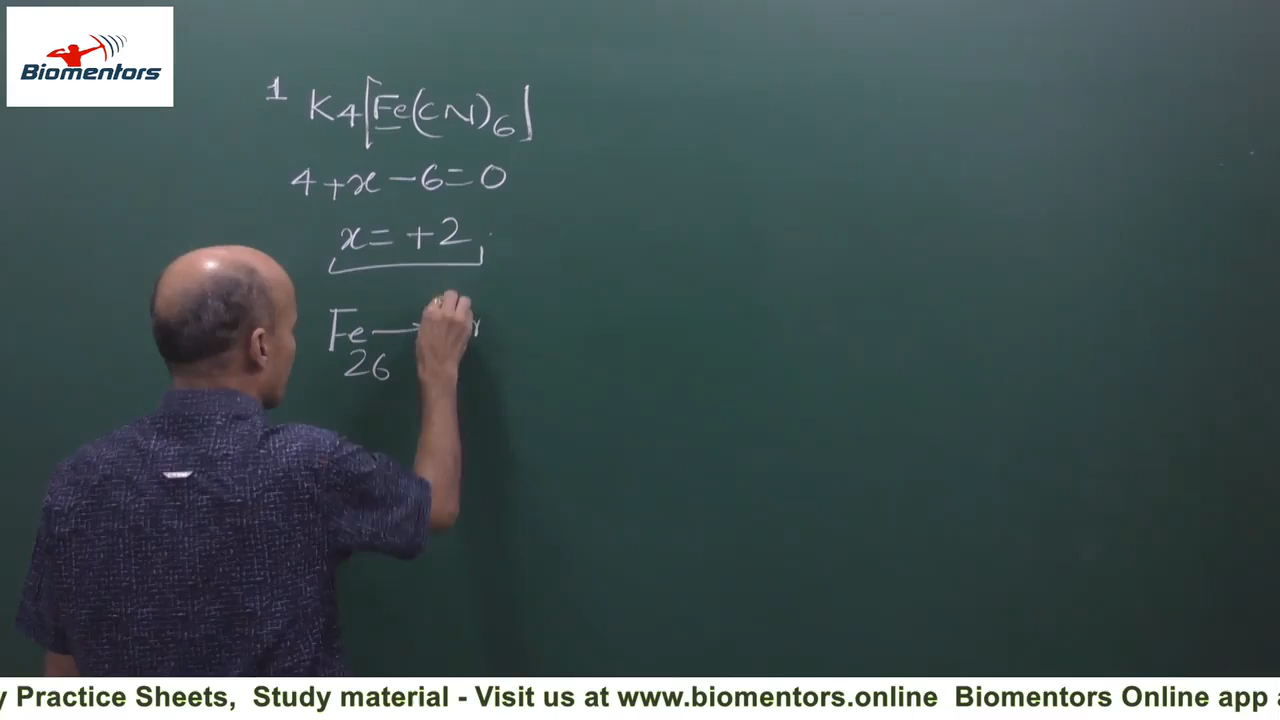 Biomentors
1 K4[Fe(CN)6]
4+x-6=0
x=+2
Fe →
26
y Practice Sheets, Study material - Visit us at www.biomentors.online Biomentors Online app a